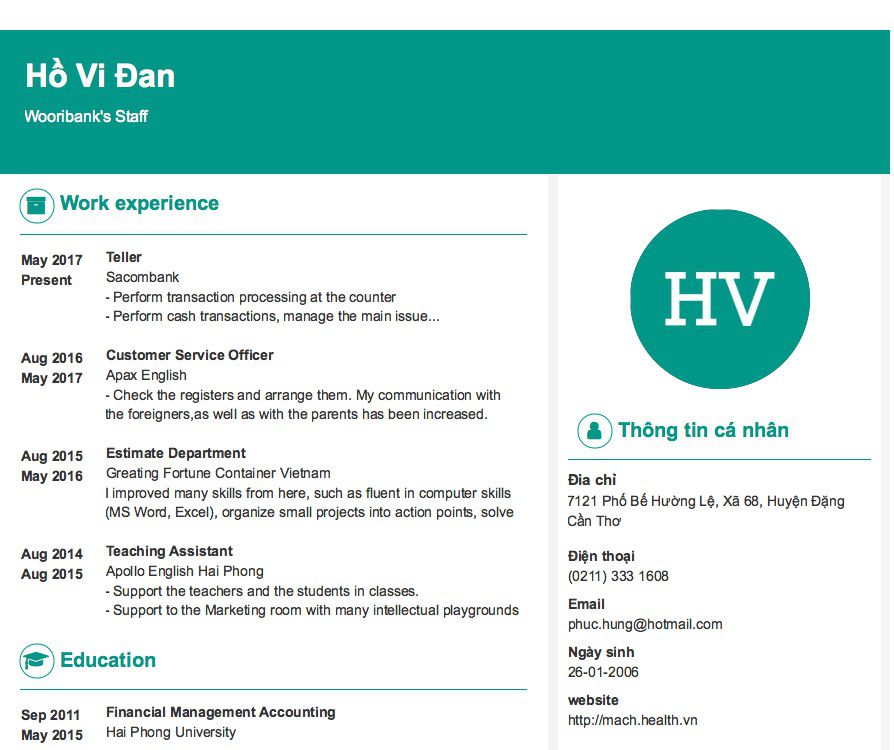 Hồ Vi Đan
Wooribank's Staff
Work experience
May 2017
Present
Teller
Sacombank
- Perform transaction processing at the counter
- Perform cash transactions, manage the main issue...
Aug 2016
May 2017
Customer Service Officer
Apax English
- Check the registers and arrange them. My communication with
the foreigners,as well as with the parents has been increased.
Aug 2015
May 2016
Estimate Department
Greating Fortune Container Vietnam
I improved many skills from here, such as fluent in computer skills
(MS Word, Excel), organize small projects into action points, solve
Aug 2014
Aug 2015
Teaching Assistant
Apollo English Hai Phong
- Support the teachers and the students in classes.
- Support to the Marketing room with many intellectual playgrounds
Education
Sep 2011
May 2015
Financial Management Accounting
Hai Phong University
HV
Thông tin cá nhân
Đia chỉ
7121 Phố Bế Hường Lệ, Xã 68, Huyện Đặng
Cần Thơ
Điện thoại
(0211) 333 1608
Email
phuc.hung@hotmail.com
Ngày sinh
26-01-2006
website
http://mach.health.vn